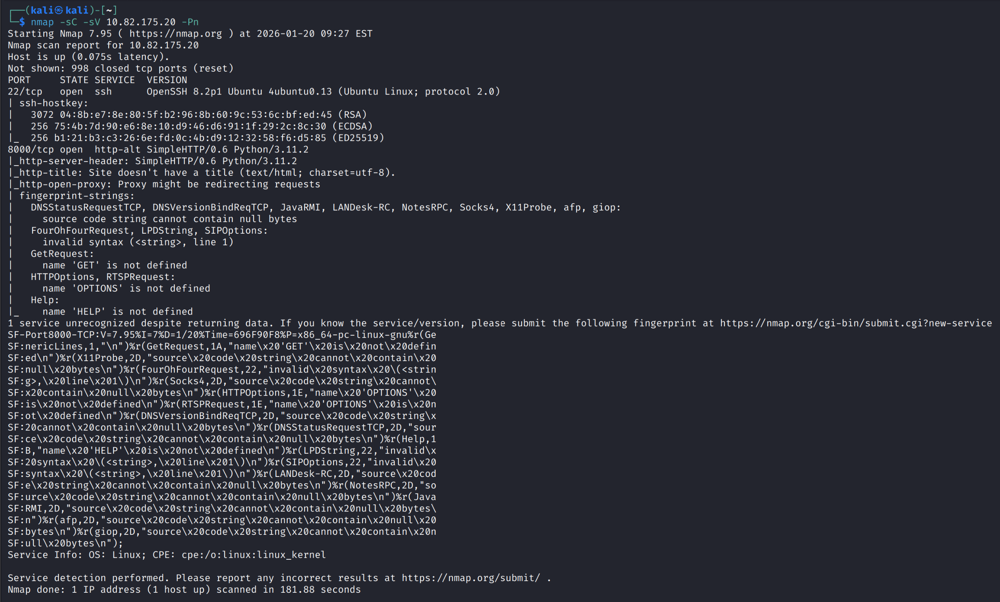 ┌──(kali㉿kali)-[~]
└─$ nmap -sC -sV 10.82.175.20 -Pn
Starting Nmap 7.95 ( https://nmap.org ) at 2026-01-20 09:27 EST
Nmap scan report for 10.82.175.20
Host is up (0.075s latency).
Not shown: 998 closed tcp ports (reset)
PORT     STATE SERVICE  VERSION
22/tcp   open  ssh      OpenSSH 8.2p1 Ubuntu 4ubuntu0.13 (Ubuntu Linux; protocol 2.0)
| ssh-hostkey:
|   3072 04:8b:e7:8e:80:5f:b2:96:8b:60:9c:53:6c:bf:ed:45 (RSA)
|   256 75:4b:7d:90:e6:8e:10:d9:46:d6:91:1f:29:2c:8c:30 (ECDSA)
|_  256 b1:21:b3:c3:26:6e:fd:0c:4b:d9:12:32:58:f6:d5:85 (ED25519)
8000/tcp open  http-alt SimpleHTTP/0.6 Python/3.11.2
|_http-server-header: SimpleHTTP/0.6 Python/3.11.2
|_http-title: Site doesn't have a title (text/html; charset=utf-8).
|_http-open-proxy: Proxy might be redirecting requests
| fingerprint-strings:
|   DNSStatusRequestTCP, DNSVersionBindReqTCP, JavaRMI, LANDesk-RC, NotesRPC, Socks4, X11Probe, afp, giop:
|     source code string cannot contain null bytes
|   FourOhFourRequest, LPDString, SIPOptions:
|     invalid syntax (<string>, line 1)
|   GetRequest:
|     name 'GET' is not defined
|   HTTPOptions, RTSPRequest:
|     name 'OPTIONS' is not defined
|   Help:
|_    name 'HELP' is not defined
1 service unrecognized despite returning data. If you know the service/version, please submit the following fingerprint at https://nmap.org/cgi-bin/submit.cgi?new-service
SF-Port8000-TCP:V=7.95%I=7%D=1/20%Time=696F90F8%P=x86_64-pc-linux-gnu%r(Ge
SF:nericLines,1,"\n")%r(GetRequest,1A,"name\x20'GET'\x20is\x20not\x20defin
SF:ed\n")%r(X11Probe,2D,"source\x20code\x20string\x20cannot\x20contain\x20
SF:null\x20bytes\n")%r(FourOhFourRequest,22,"invalid\x20syntax\x20\(<strin
SF:g>,\x20line\x201\)\n")%r(Socks4,2D,"source\x20code\x20string\x20cannot\
SF:x20contain\x20null\x20bytes\n")%r(HTTPOptions,1E,"name\x20'OPTIONS'\x20
SF:is\x20not\x20defined\n")%r(RTSPRequest,1E,"name\x20'OPTIONS'\x20is\x20n
SF:ot\x20defined\n")%r(DNSVersionBindReqTCP,2D,"source\x20code\x20string\x
SF:20cannot\x20contain\x20null\x20bytes\n")%r(DNSStatusRequestTCP,2D,"sour
SF:ce\x20code\x20string\x20cannot\x20contain\x20null\x20bytes\n")%r(Help,1
SF:B,"name\x20'HELP'\x20is\x20not\x20defined\n")%r(LPDString,22,"invalid\x
SF:20syntax\x20\(<string>,\x20line\x201\)\n")%r(SIPOptions,22,"invalid\x20
SF:syntax\x20\(<string>,\x20line\x201\)\n")%r(LANDesk-RC,2D,"source\x20cod
SF:e\x20string\x20cannot\x20contain\x20null\x20bytes\n")%r(NotesRPC,2D,"so
SF:urce\x20code\x20string\x20cannot\x20contain\x20null\x20bytes\n")%r(Java
SF:RMI,2D,"source\x20code\x20string\x20cannot\x20contain\x20null\x20bytes\
SF:n")%r(afp,2D,"source\x20code\x20string\x20cannot\x20contain\x20null\x20
SF:bytes\n")%r(giop,2D,"source\x20code\x20string\x20cannot\x20contain\x20n
SF:ull\x20bytes\n");
Service Info: OS: Linux; CPE: cpe:/o:linux:linux_kernel

Service detection performed. Please report any incorrect results at https://nmap.org/submit/ .
Nmap done: 1 IP address (1 host up) scanned in 181.88 seconds